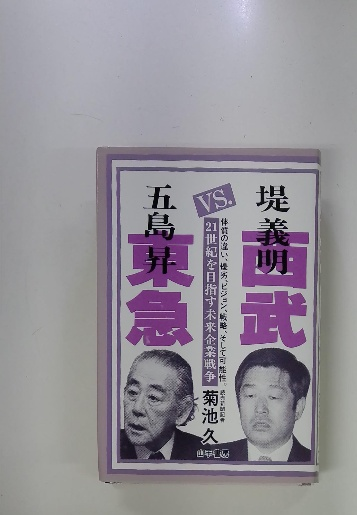 堤義明
西武
VS.
五島昇
東急
体質の違い、優劣、ビジョン、戦略、そして可能性。
21世紀を目指す未来企業戦争
菊池久